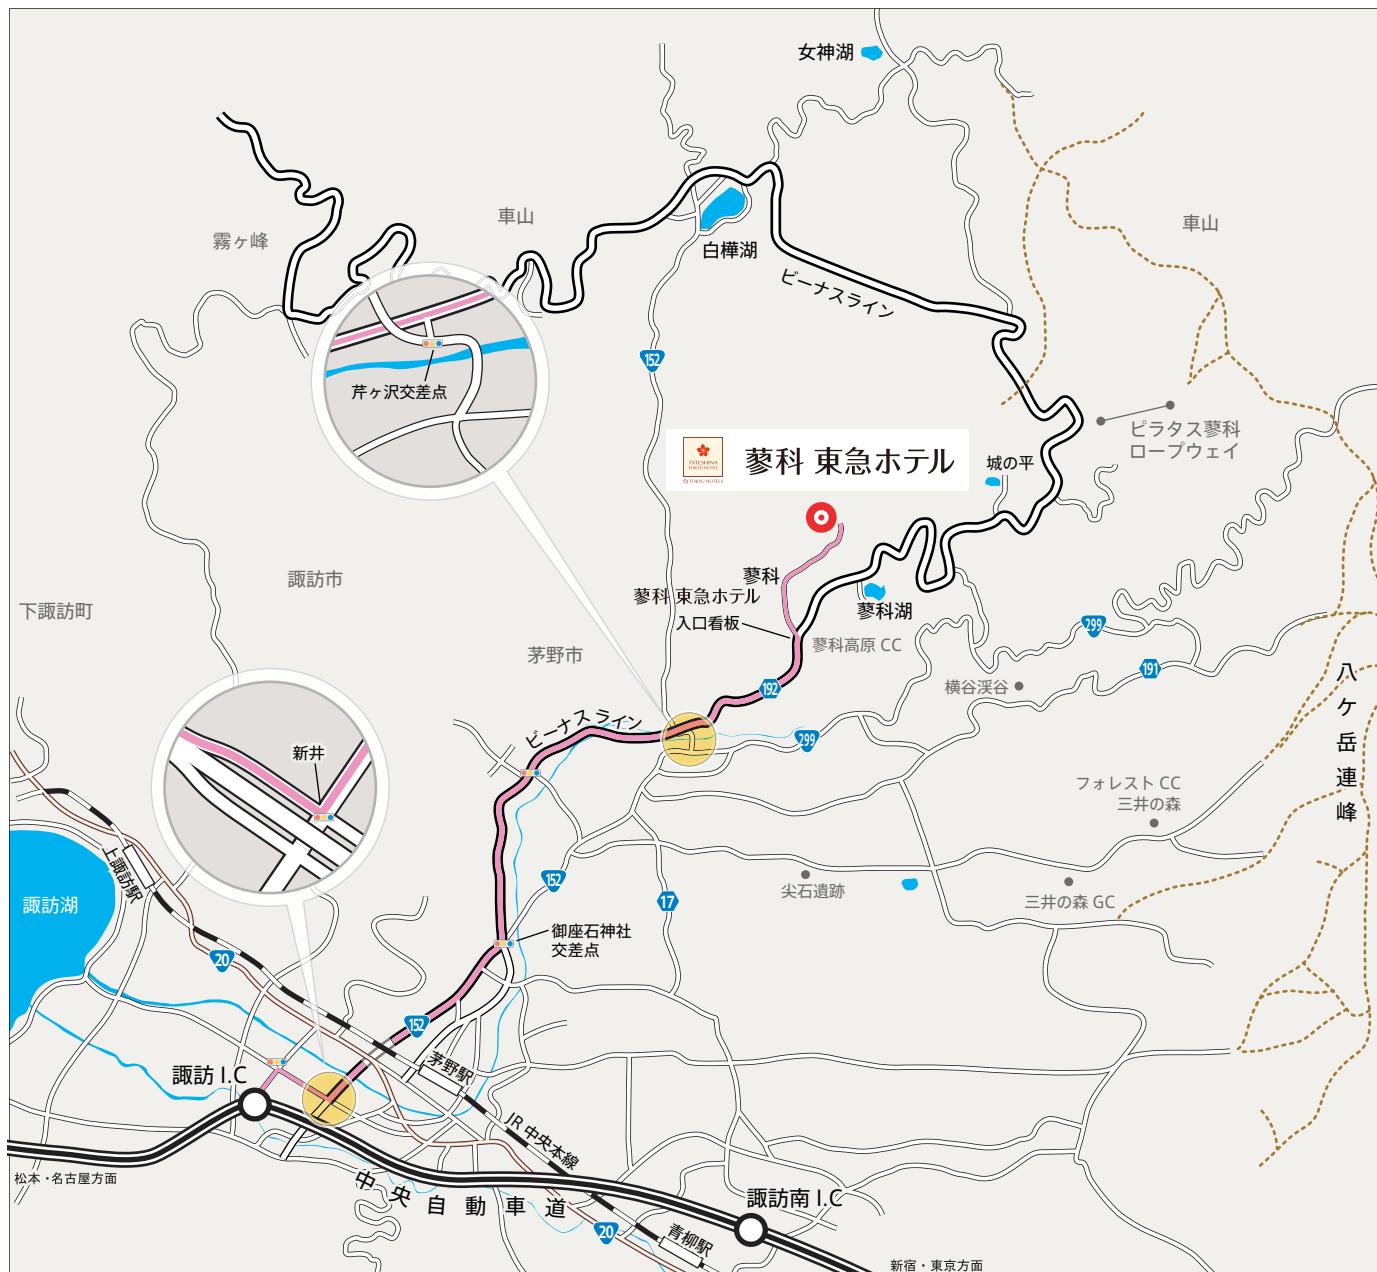 女神湖
車山
霧ヶ峰
車山
白樺湖
ビーナスライン
152
芹ヶ沢交差点
ピラタス蓼科
ロープウェイ
TATESHINA
TOKYU HOTEL
TOKYU HOTELS
蓼科 東急ホテル
城の平
諏訪市
下諏訪町
蓼科
蓼科 東急ホテル
入口看板
蓼科湖
蓼科高原 CC
299
191
茅野市
192
横谷渓谷
八ヶ岳連峰
ビーナスライン
299
新井
フォレスト CC
三井の森
上諏訪駅
152
17
尖石遺跡
三井の森 GC
諏訪湖
御座石神社
交差点
20
152
諏訪 I.C
茅野駅
JR 中央本線
松本・名古屋方面
中央自動車道
諏訪南 I.C
20
青柳駅
新宿・東京方面